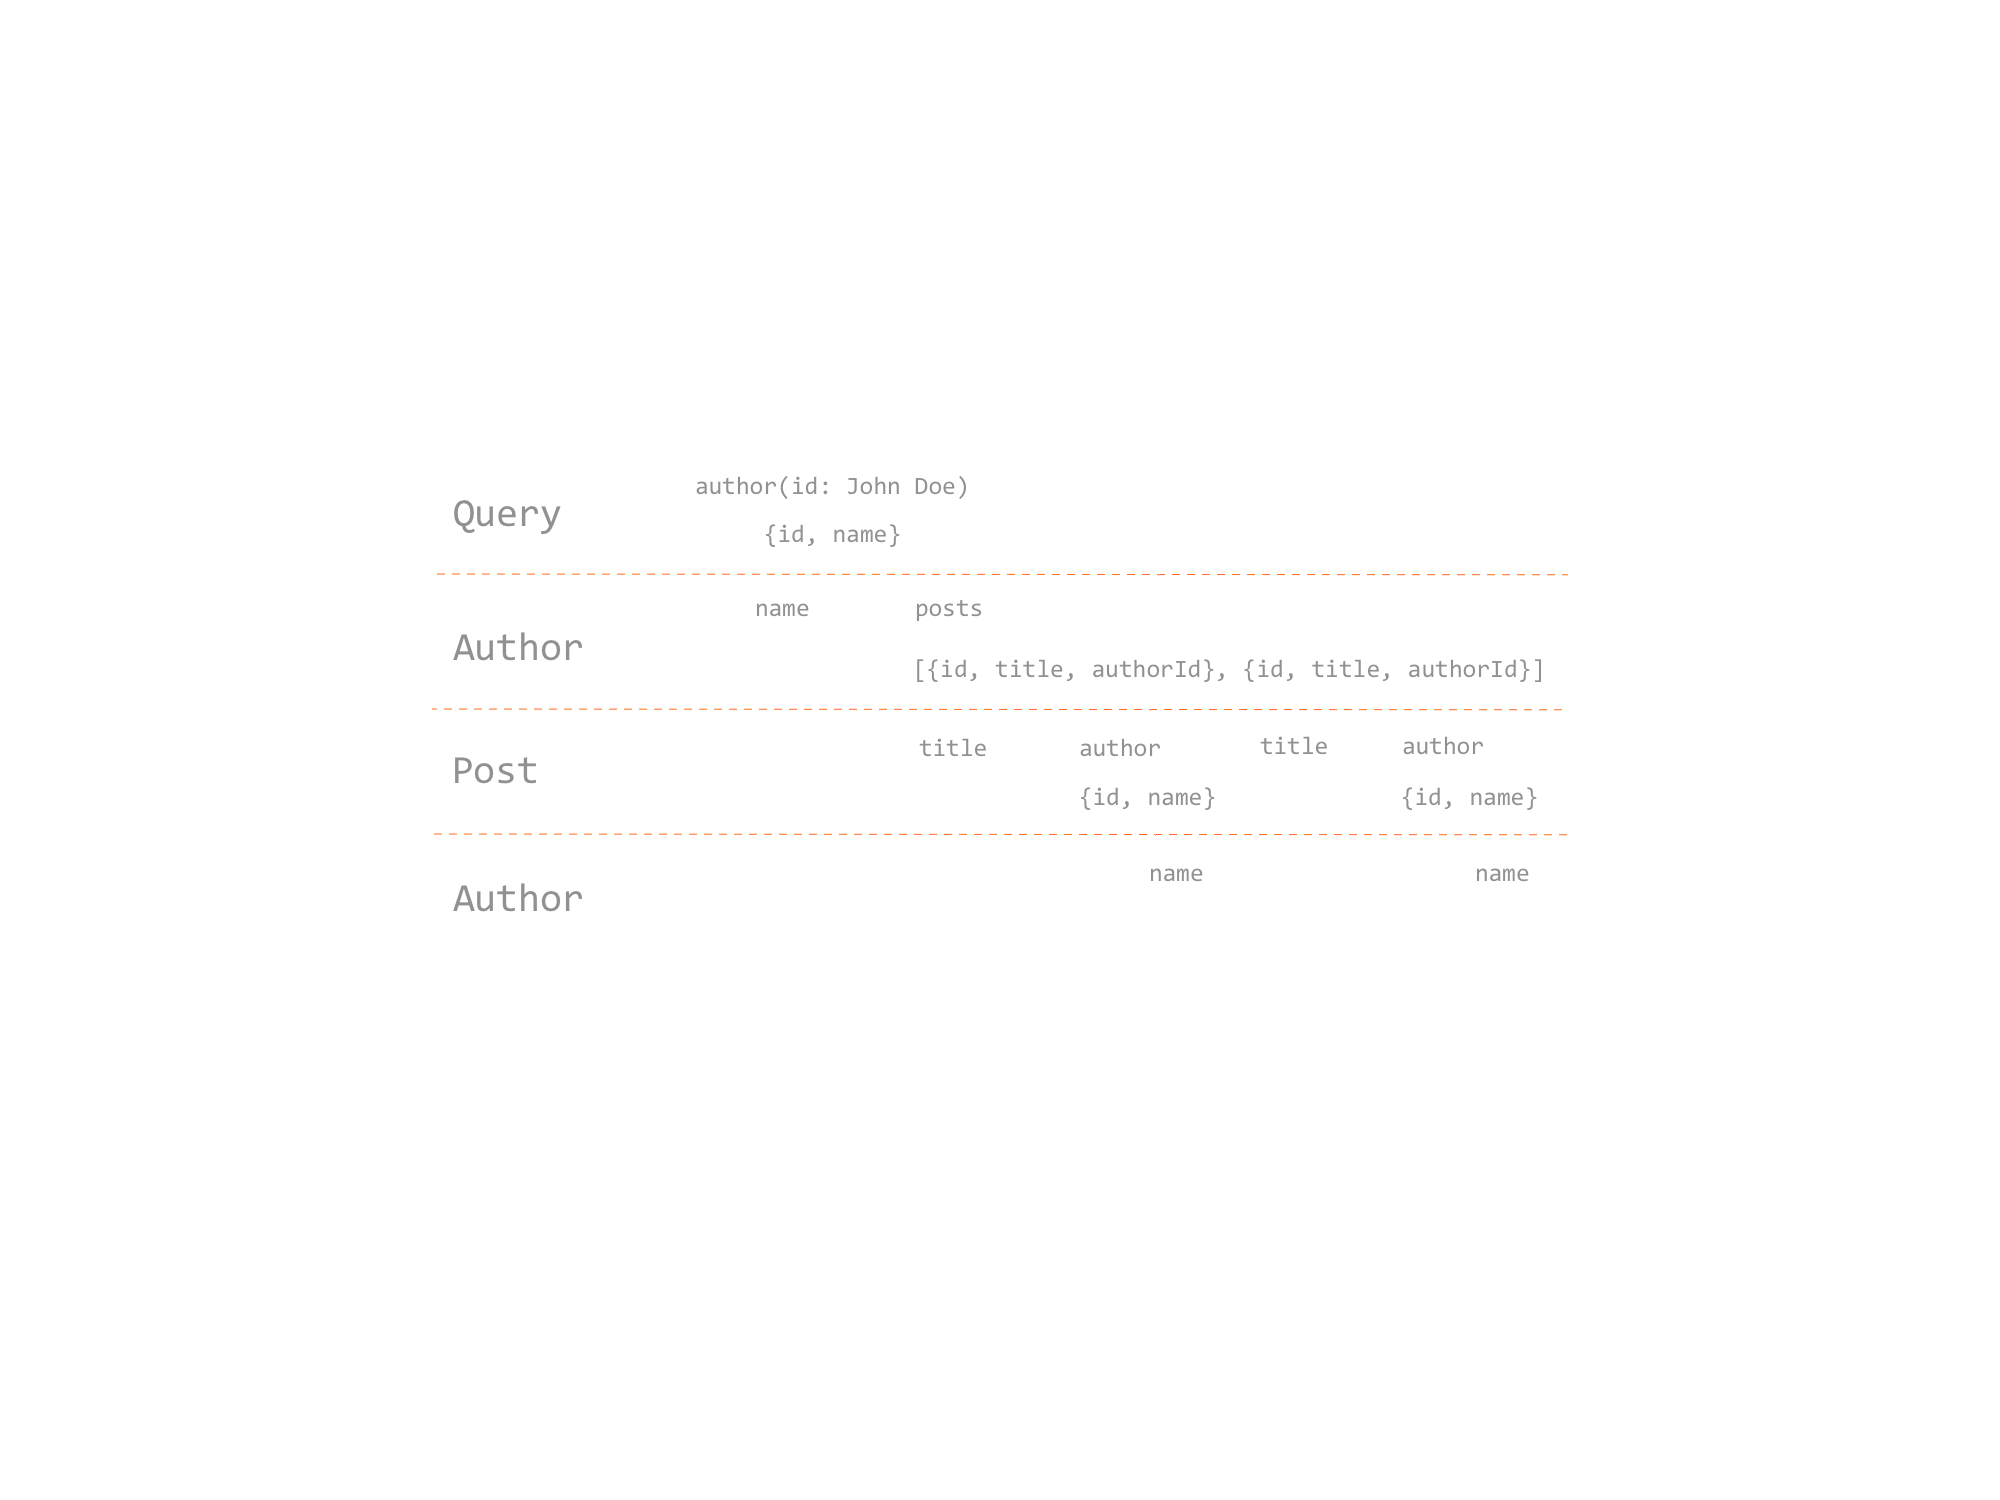 Query
author(id: John Doe)
{id, name}
Author
name posts
[{id, title, authorId}, {id, title, authorId}]
Post
title author title author
{id, name} {id, name}
Author
name name